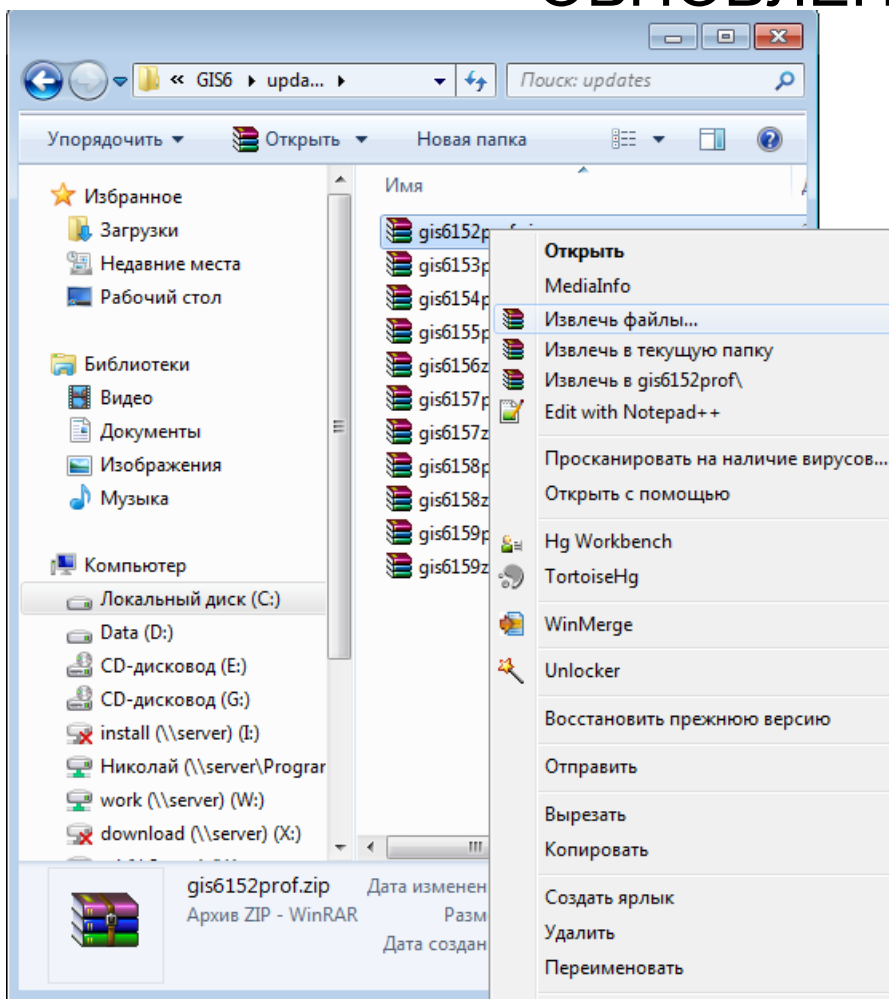 « GIS6 ▸ upda... ▸
Поиск: updates
Упорядочить ▾ Открыть ▾ Новая папка
Избранное
Загрузки
Недавние места
Рабочий стол
Библиотеки
Видео
Документы
Изображения
Музыка
Компьютер
Локальный диск (C:)
Data (D:)
CD-дисковод (E:)
CD-дисковод (G:)
install (\\server) (I:)
Николай (\\server\Prograr
work (\\server) (W:)
download (\\server) (X:)
Имя
gis6152p
gis6153p
gis6154p
gis6155p
gis6156z
gis6157p
gis6157z
gis6158p
gis6158z
gis6159p
gis6159z
Открыть
MediaInfo
Извлечь файлы...
Извлечь в текущую папку
Извлечь в gis6152prof\
Edit with Notepad++
Просканировать на наличие вирусов...
Открыть с помощью
Hg Workbench
TortoiseHg
WinMerge
Unlocker
Восстановить прежнюю версию
Отправить
Вырезать
Копировать
Создать ярлык
Удалить
Переименовать
gis6152prof.zip Дата изменен
Архив ZIP - WinRAR Разм
Дата создан